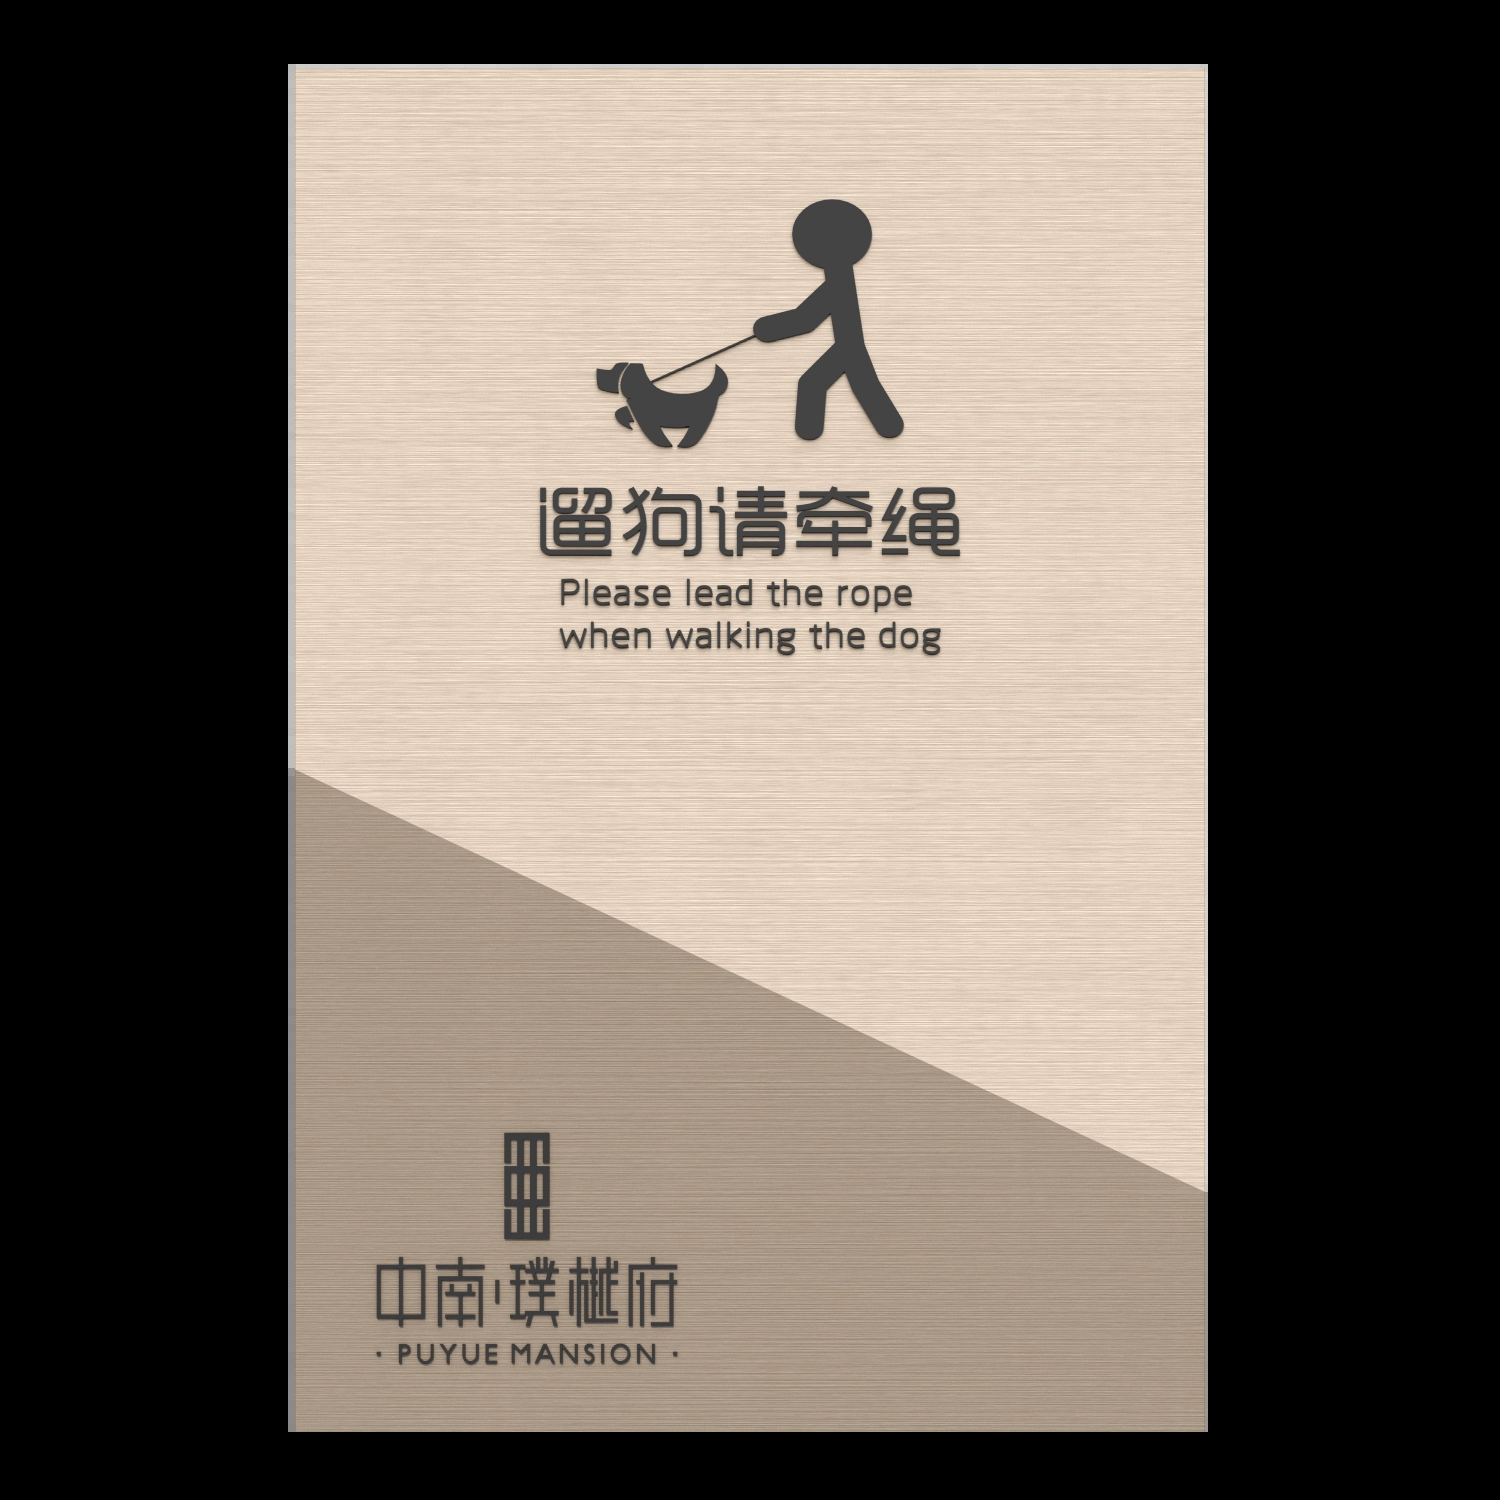 遛狗请牵绳
Please lead the rope
when walking the dog
中南|璞樾府
· PUYUE MANSION ·